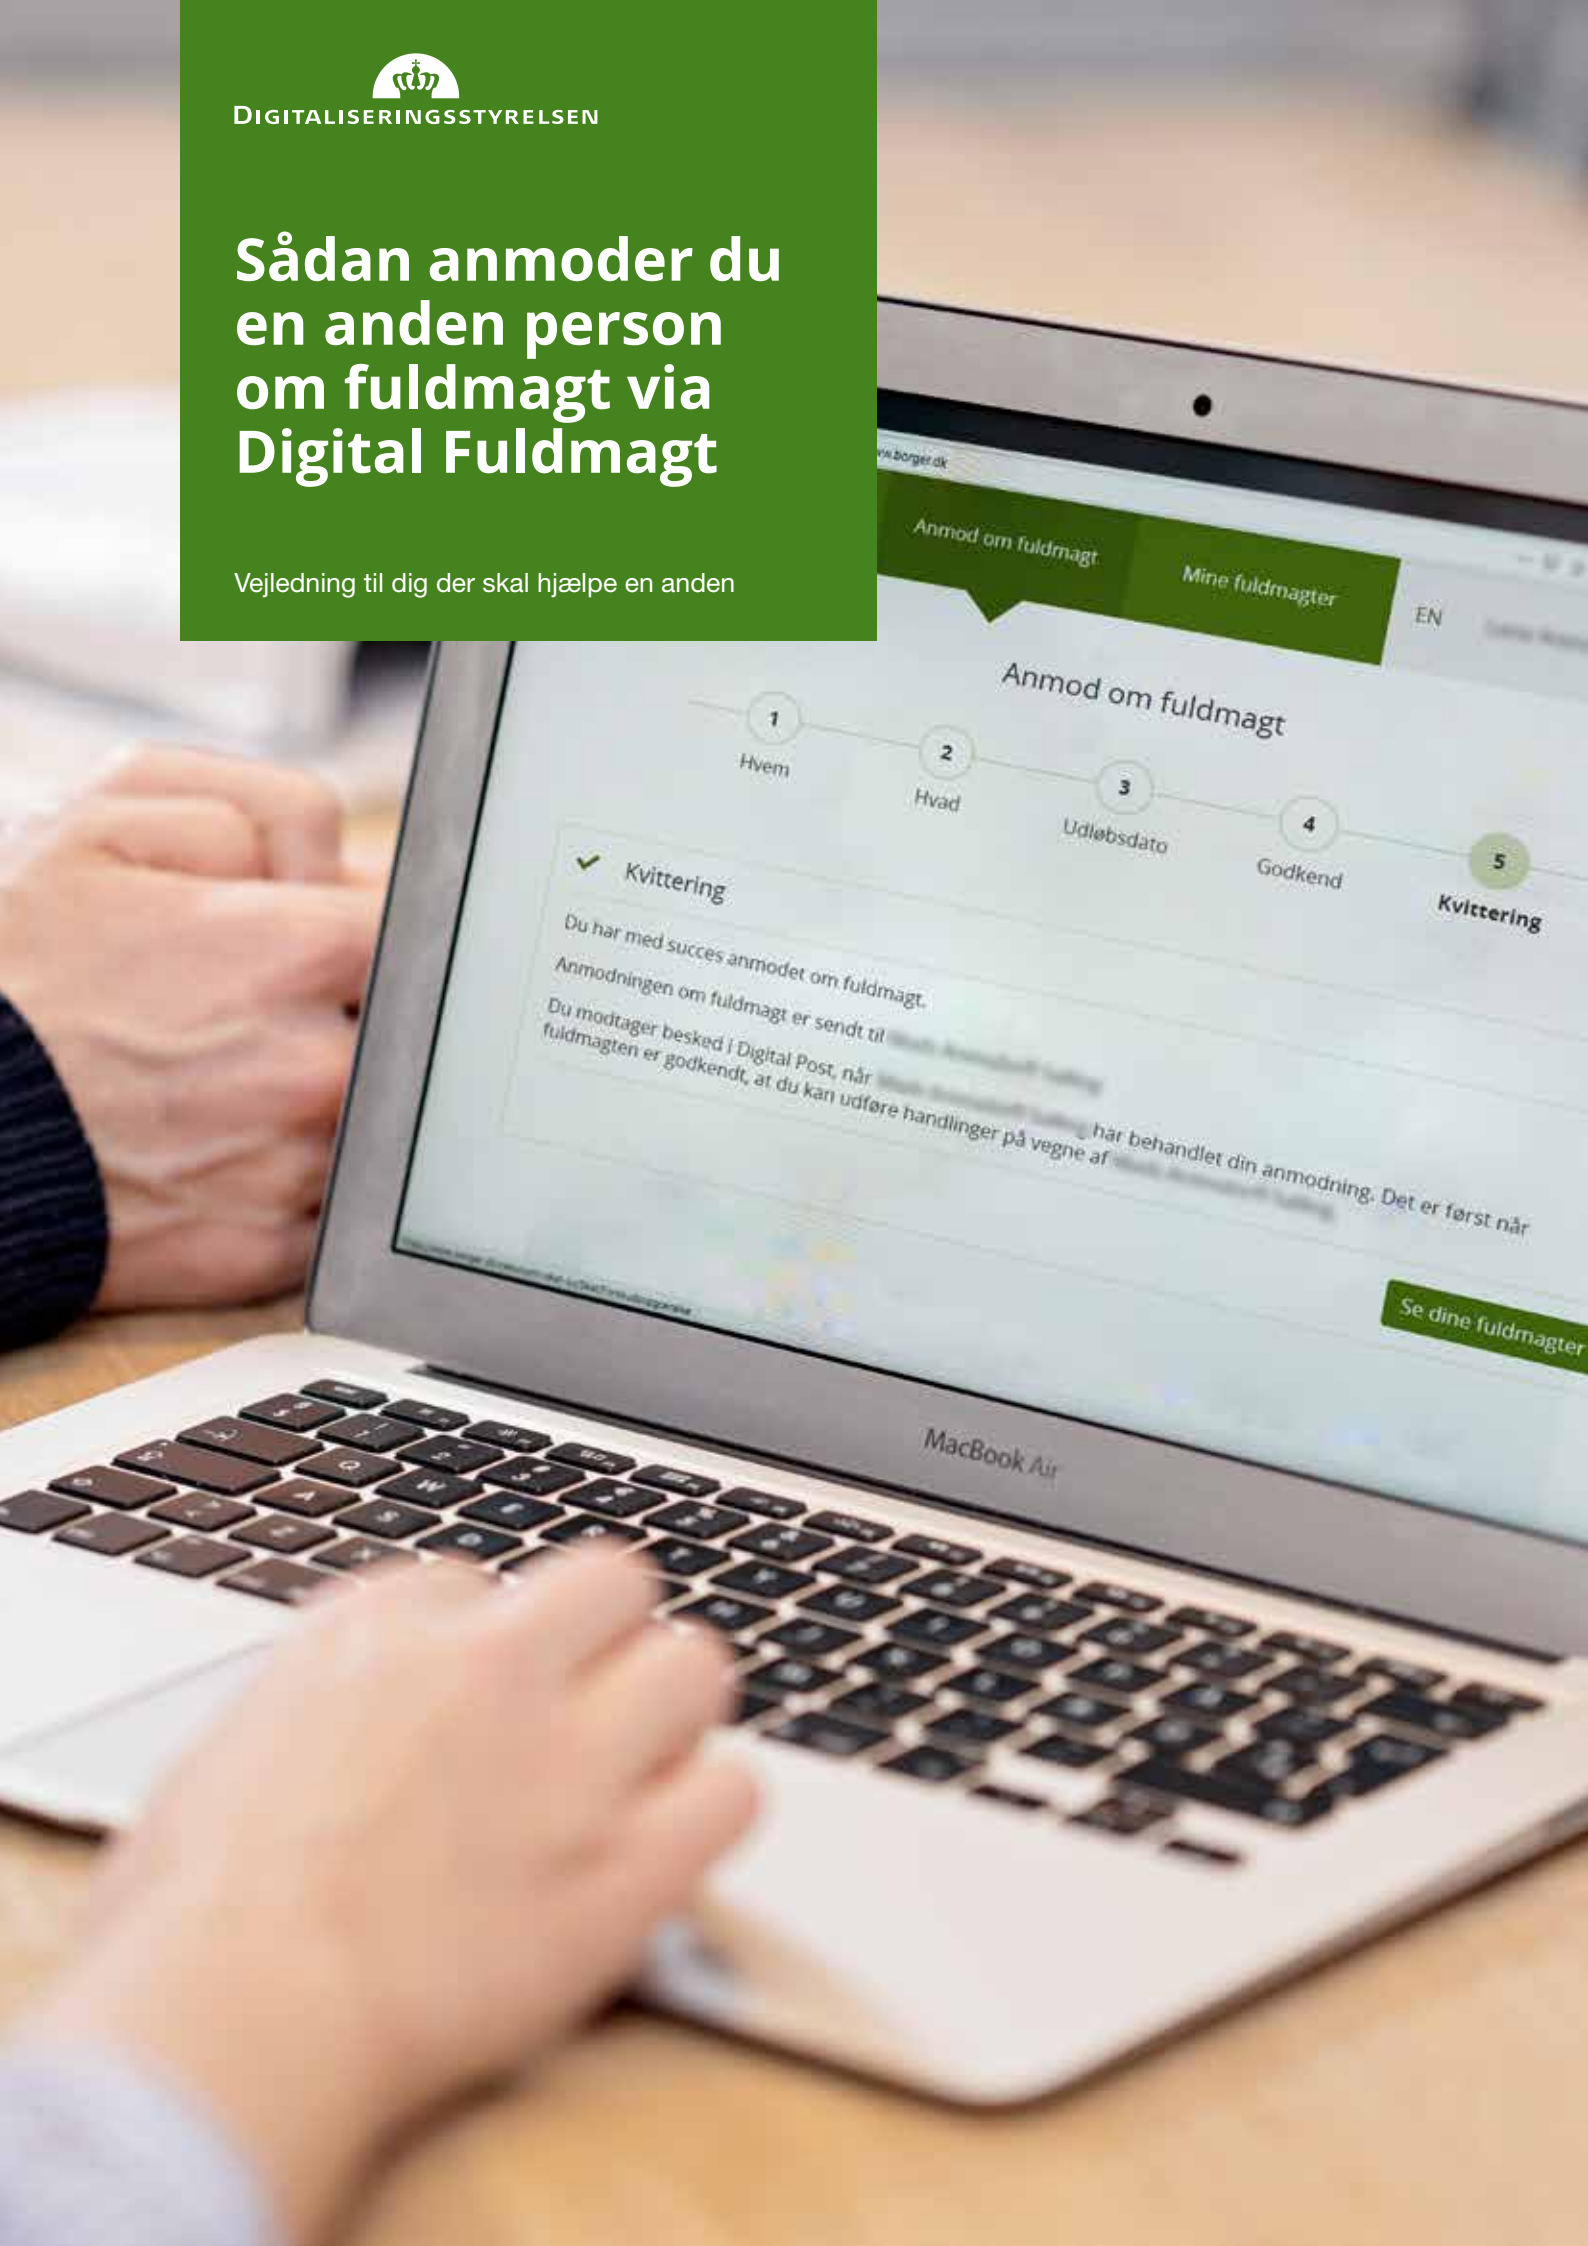 DIGITALISERINGSSTYRELSEN
Sådan anmoder du
en anden person
om fuldmagt via
Digital Fuldmagt
Vejledning til dig der skal hjælpe en anden
borger.dk
Anmod om fuldmagt
Mine fuldmagter
EN
Anmod om fuldmagt
1
Hvem
2
Hvad
3
Udløbsdato
4
Godkend
5
Kvittering
Kvittering
Du har med succes anmodet om fuldmagt.
Anmodningen om fuldmagt er sendt til
Du modtager besked i Digital Post, når har behandlet din anmodning. Det er først når
fuldmagten er godkendt, at du kan udføre handlinger på vegne af
Se dine fuldmagter
MacBook Air
Q
W
A
S
D
X